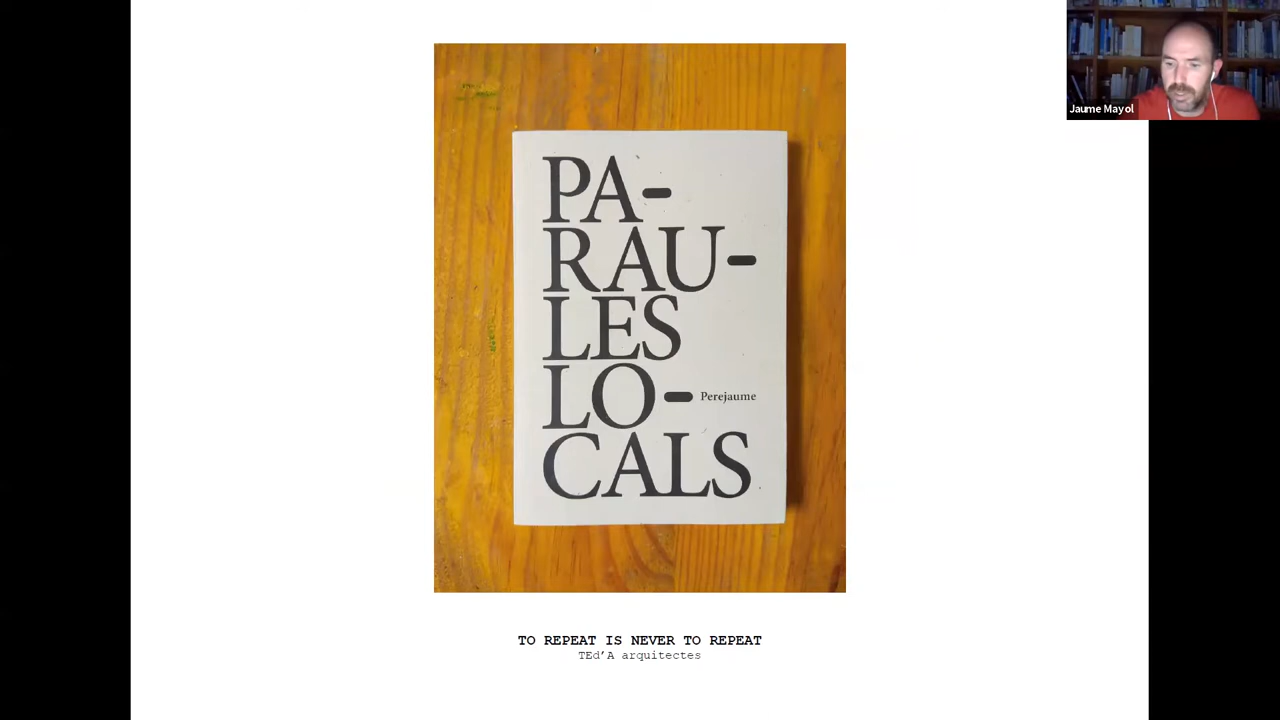 PA-
RAU-
LES
LO-
Perejaume
CALS
Jaume Mayol
TO REPEAT IS NEVER TO REPEAT
TEd'A arquitectes